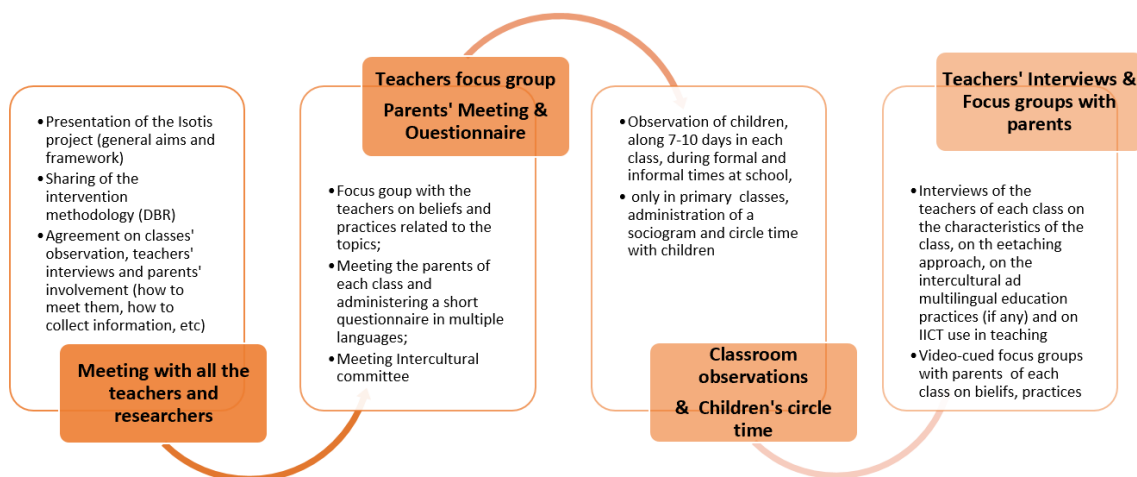 •Presentation of the Isotis project (general aims and
framework)
•Sharing of the
intervention
methodology (DBR)
•Agreement on classes'
observation, teachers'
interviews and parents'
involvement (how to
meet them, how to
collect information, etc)
Meeting with all the
teachers and
researchers
Teachers focus group
Parents' Meeting &
Ouestionnaire
•Focus goup with the
teachers on beliefs and
practices related to the
topics;
•Meeting the parents of
each class and
administering a short
questionnaire in multiple
languages;
•Meeting Intercultural
committee
•Observation of children,
along 7-10 days in each
class, during formal and
informal times at school,
• only in primary classes,
administration of a
sociogram and circle time
with children
Classroom
observations
& Children's circle
time
Teachers' Interviews &
Focus groups with
parents
•Interviews of the
teachers of each class on
the characteristics of the
class, on th eetaching
approach, on the
intercultural ad
multilingual education
practices (if any) and on
IICT use in teaching
•Video-cued focus groups
with parents of each
class on bielifs, practices